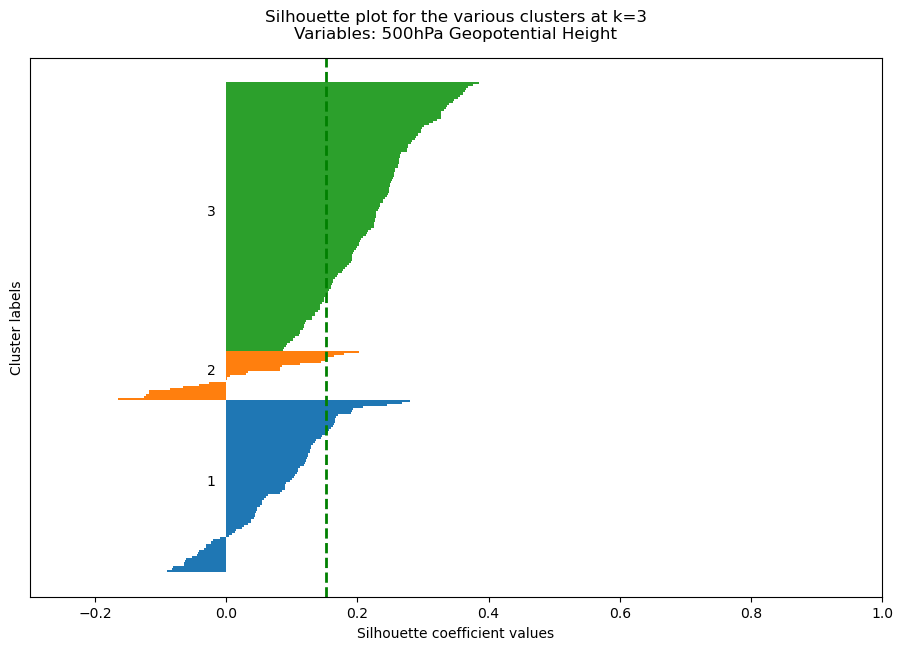 Silhouette plot for the various clusters at k=3
Variables: 500hPa Geopotential Height
Cluster labels
3
2
1
−0.2 0.0 0.2 0.4 0.6 0.8 1.0
Silhouette coefficient values